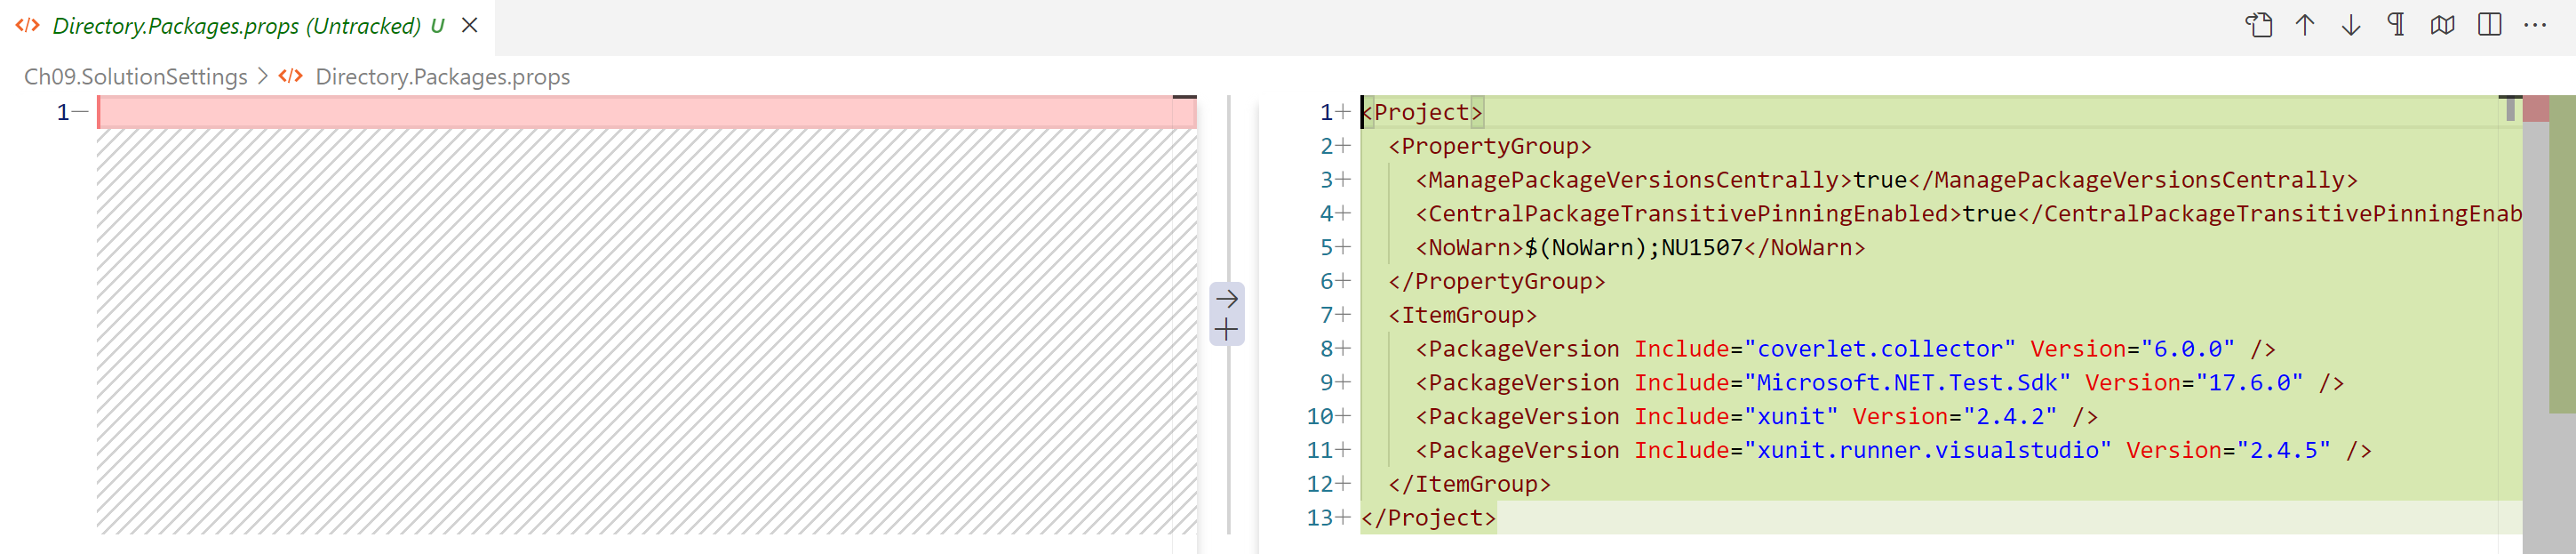 Directory.Packages.props (Untracked) U
Ch09.SolutionSettings > Directory.Packages.props
1
1 <Project>
2 <PropertyGroup>
3 <ManagePackageVersionsCentrally>true</ManagePackageVersionsCentrally>
4 <CentralPackageTransitivePinningEnabled>true</CentralPackageTransitivePinningEnab
5 <NoWarn>$(NoWarn);NU1507</NoWarn>
6 </PropertyGroup>
7 <ItemGroup>
8 <PackageVersion Include="coverlet.collector" Version="6.0.0" />
9 <PackageVersion Include="Microsoft.NET.Test.Sdk" Version="17.6.0" />
10 <PackageVersion Include="xunit" Version="2.4.2" />
11 <PackageVersion Include="xunit.runner.visualstudio" Version="2.4.5" />
12 </ItemGroup>
13 </Project>